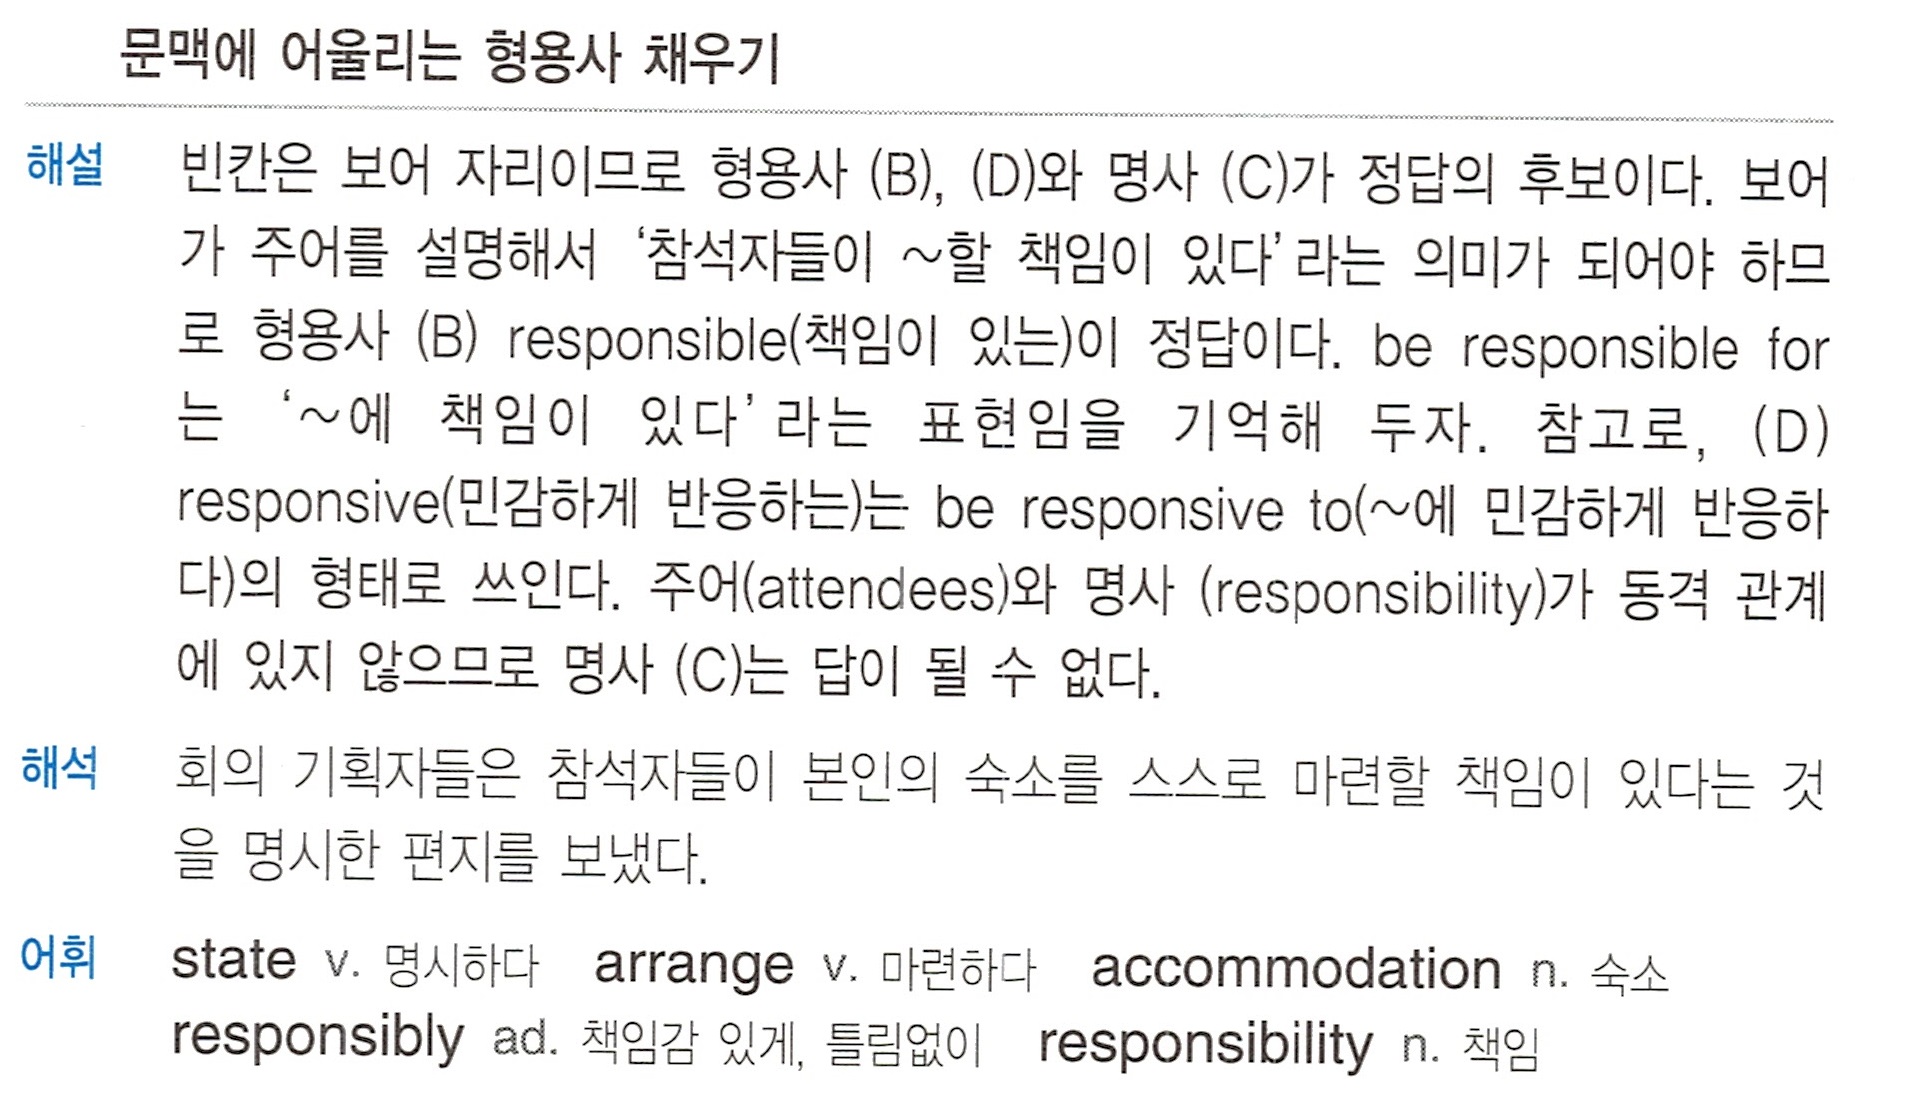 문맥에 어울리는 형용사 채우기
해설 빈칸은 보어 자리이므로 형용사 (B), (D)와 명사 (C)가 정답의 후보이다. 보어
가 주어를 설명해서 ‘참석자들이 ~할 책임이 있다’라는 의미가 되어야 하므
로 형용사 (B) responsible(책임이 있는)이 정답이다. be responsible for
는 ‘~에 책임이 있다’라는 표현임을 기억해 두자. 참고로, (D)
responsive(민감하게 반응하는)는 be responsive to(~에 민감하게 반응하
다)의 형태로 쓰인다. 주어(attendees)와 명사 (responsibility)가 동격 관계
에 있지 않으므로 명사 (C)는 답이 될 수 없다.
해석 회의 기획자들은 참석자들이 본인의 숙소를 스스로 마련할 책임이 있다는 것
을 명시한 편지를 보냈다.
어휘 state v. 명시하다 arrange v. 마련하다 accommodation n. 숙소
responsibly ad. 책임감 있게, 틀림없이 responsibility n. 책임